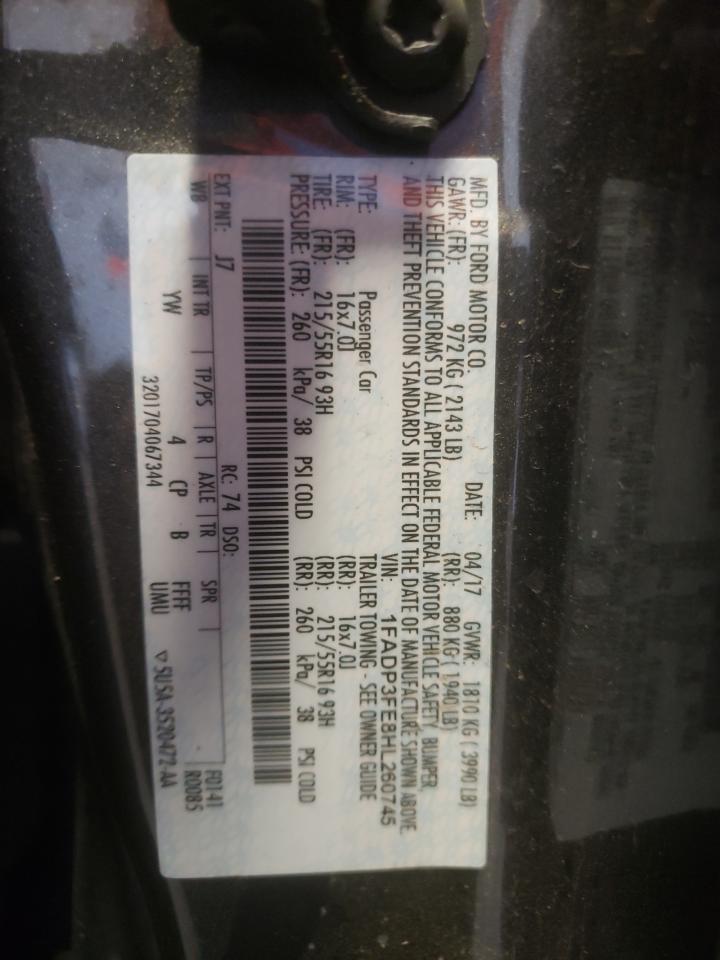 MFD. BY FORD MOTOR CO. DATE: 04/17 GVWR: 1810 KG ( 3990 LB)
GAWR: (FR): 972 KG ( 2143 LB) (RR): 880 KG ( 1940LB)
THIS VEHICLE CONFORMS TO ALL APPLICABLE FEDERAL MOTOR VEHICLE SAFETY, BUMPER,
AND THEFT PREVENTION STANDARDS IN EFFECT ON THE DATE OF MANUFACTURE SHOWN ABOVE.
VIN: 1FADP3FE8HL260745
TYPE: Passenger Car TRAILER TOWING - SEE OWNER GUIDE
RIM: (FR): 16x7.0J (RR): 16x7.0J
TIRE: (FR): 215/55R16 93H (RR): 215/55R16 93H
PRESSURE: (FR): 260 kPa/ 38 PSI COLD (RR): 260 kPa/ 38 PSI COLD
EXT PNT: J7 RC: 74 DSO: F0141
WB INT TR TP/PS R AXLE TR SPR R0085
YW 4 CP B FFFF
3201704067344 UMU ▽ 5U5A-3520472-AA